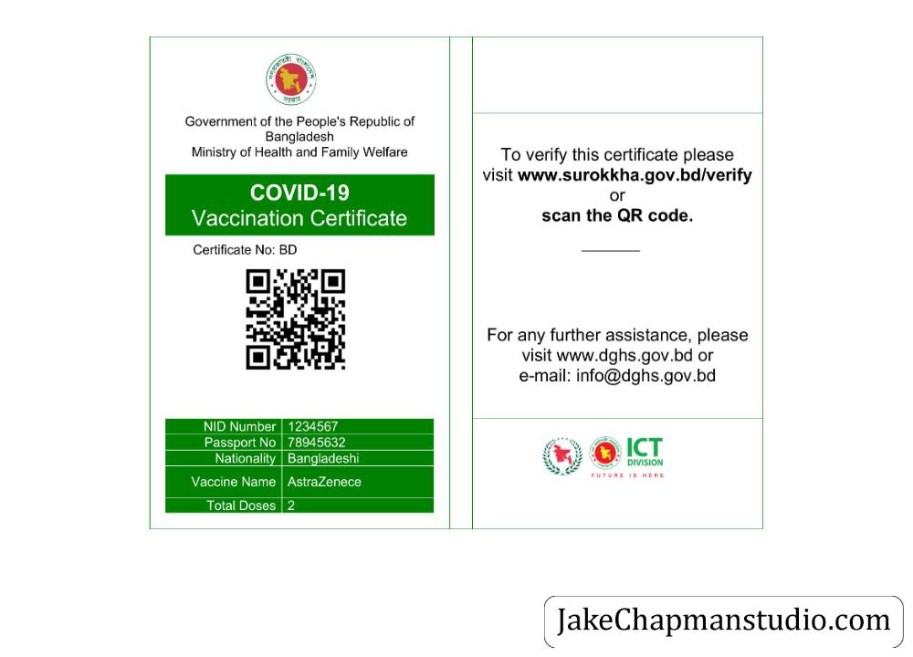 Government of the People's Republic of
Bangladesh
Ministry of Health and Family Welfare
COVID-19
Vaccination Certificate
Certificate No: BD
NID Number 1234567
Passport No 78945632
Nationality Bangladeshi
Vaccine Name AstraZenece
Total Doses 2
To verify this certificate please
visit www.surokkha.gov.bd/verify
or
scan the QR code.
For any further assistance, please
visit www.dghs.gov.bd or
e-mail: info@dghs.gov.bd
ICT
DIVISION
FUTURE IS HERE
JakeChapmanstudio.com